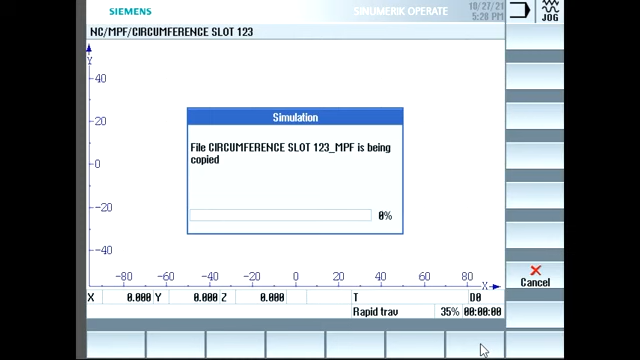 SIEMENS
SINUMERIK OPERATE
10/27/21
5:20 PM
JOG
NC/MPF/CIRCUMFERENCE SLOT 123
Y
40
20
0
-20
-40
Simulation
File CIRCUMFERENCE SLOT 123_MPF is being
copied
0%
-80 -60 -40 -20 0 20 40 60 80 X
Cancel
X 0.000 Y 0.000 Z 0.000 T D0
Rapid trav 35% 00:00:00